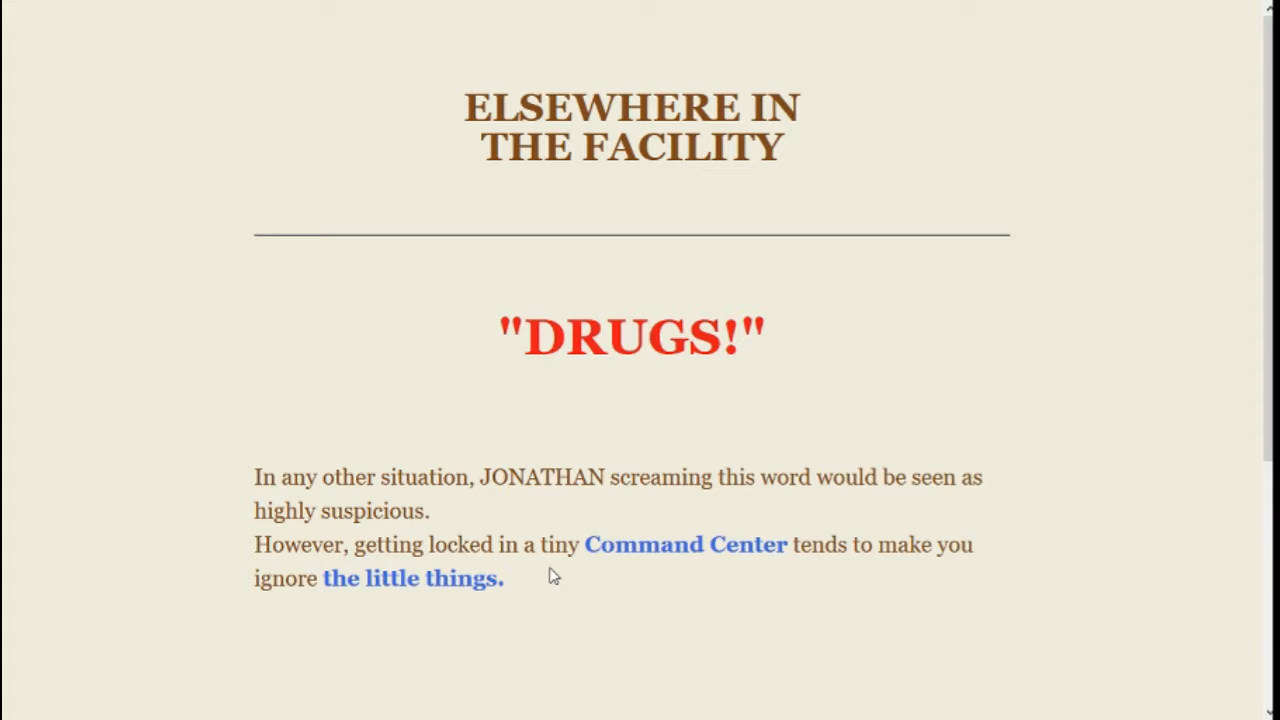 ELSEWHERE IN
THE FACILITY
"DRUGS!"
In any other situation, JONATHAN screaming this word would be seen as
highly suspicious.
However, getting locked in a tiny Command Center tends to make you
ignore the little things.